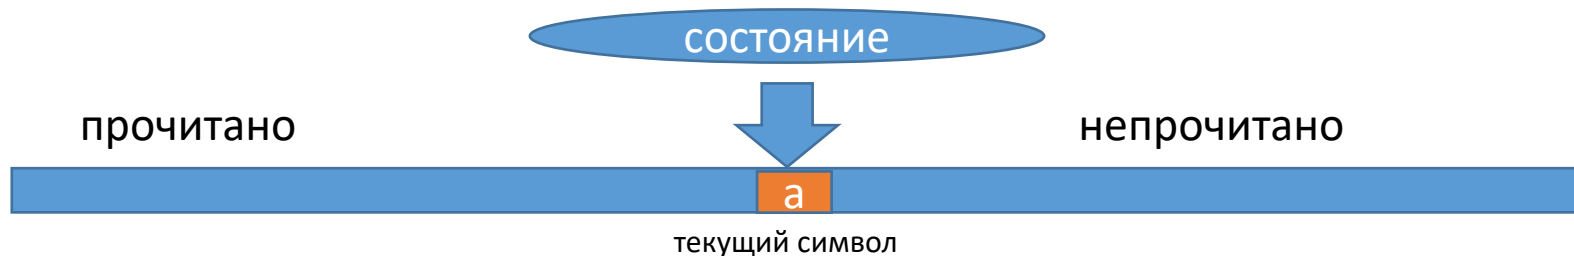 состояние
прочитано
непрочитано
а
текущий символ